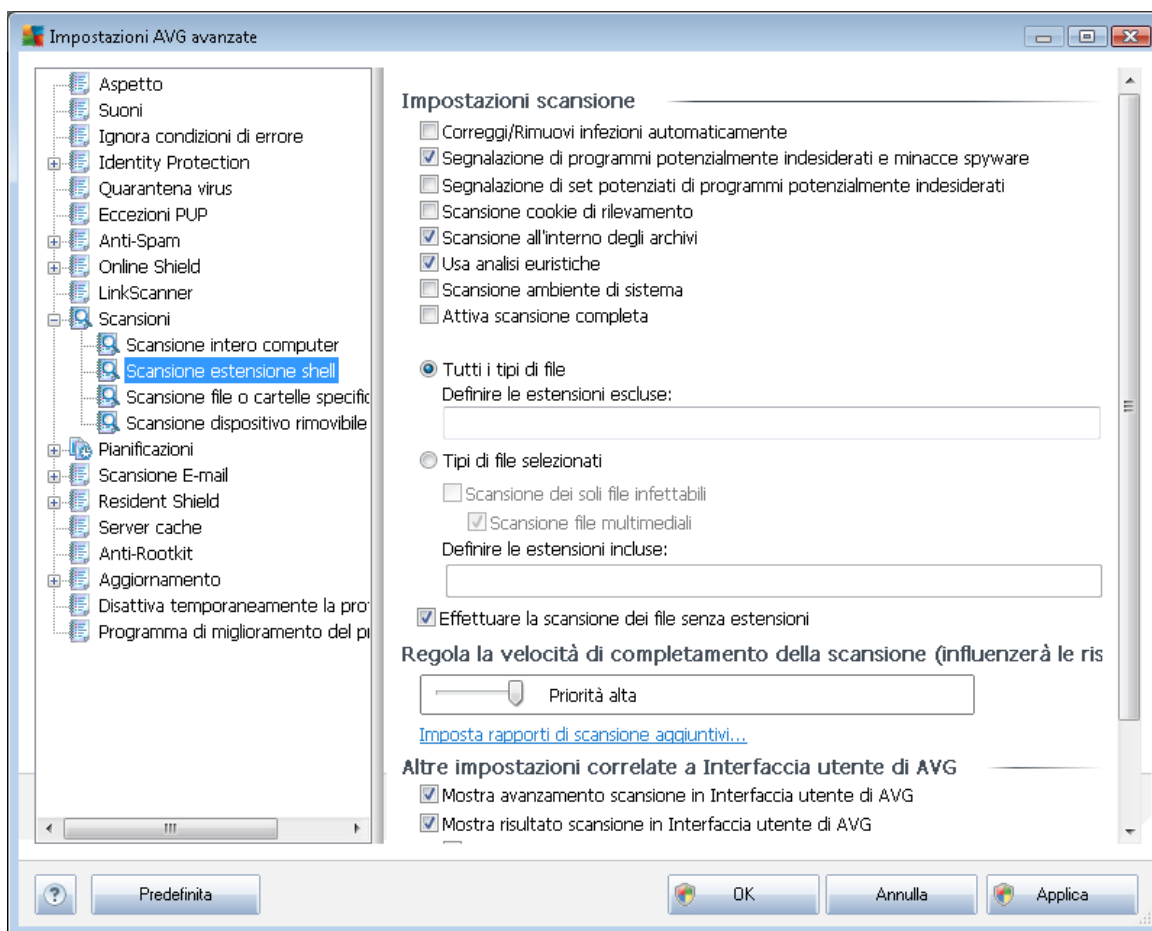 Impostazioni AVG avanzate
Aspetto
Suoni
Ignora condizioni di errore
Identity Protection
Quarantena virus
Eccezioni PUP
Anti-Spam
Online Shield
LinkScanner
Scansioni
Scansione intero computer
Scansione estensione shell
Scansione file o cartelle specific
Scansione dispositivo rimovibile
Pianificazioni
Scansione E-mail
Resident Shield
Server cache
Anti-Rootkit
Aggiornamento
Disattiva temporaneamente la pro
Programma di miglioramento del p
Impostazioni scansione
Correggi/Rimuovi infezioni automaticamente
Segnalazione di programmi potenzialmente indesiderati e minacce spyware
Segnalazione di set potenziati di programmi potenzialmente indesiderati
Scansione cookie di rilevamento
Scansione all'interno degli archivi
Usa analisi euristiche
Scansione ambiente di sistema
Attiva scansione completa
Tutti i tipi di file
Definire le estensioni escluse:
Tipi di file selezionati
Scansione dei soli file infettabili
Scansione file multimediali
Definire le estensioni incluse:
Effettuare la scansione dei file senza estensioni
Regola la velocità di completamento della scansione (influenzerà le ris
Priorità alta
Imposta rapporti di scansione aggiuntivi...
Altre impostazioni correlate a Interfaccia utente di AVG
Mostra avanzamento scansione in Interfaccia utente di AVG
Mostra risultato scansione in Interfaccia utente di AVG
?
Predefinita
OK
Annulla
Applica